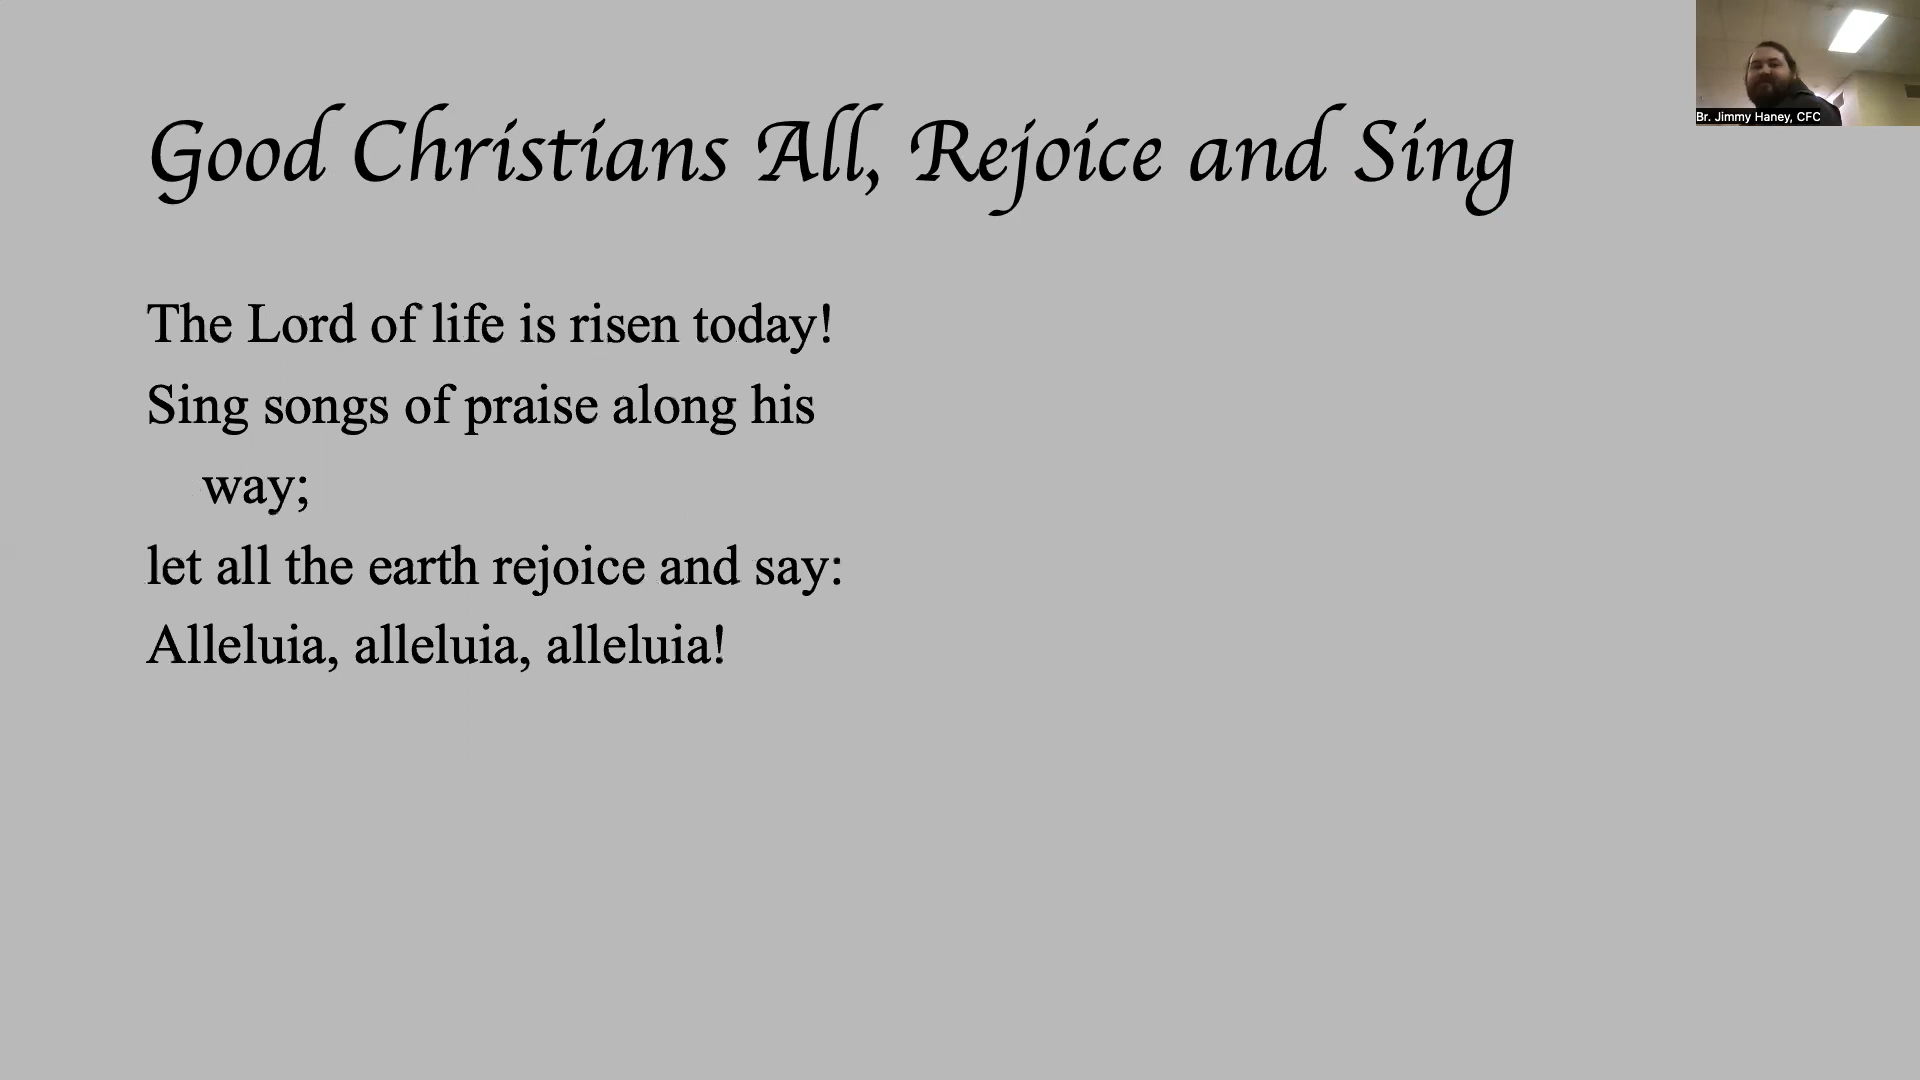 Good Christians All, Rejoice and Sing
The Lord of life is risen today!
Sing songs of praise along his
way;
let all the earth rejoice and say:
Alleluia, alleluia, alleluia!
Br. Jimmy Haney, CFC